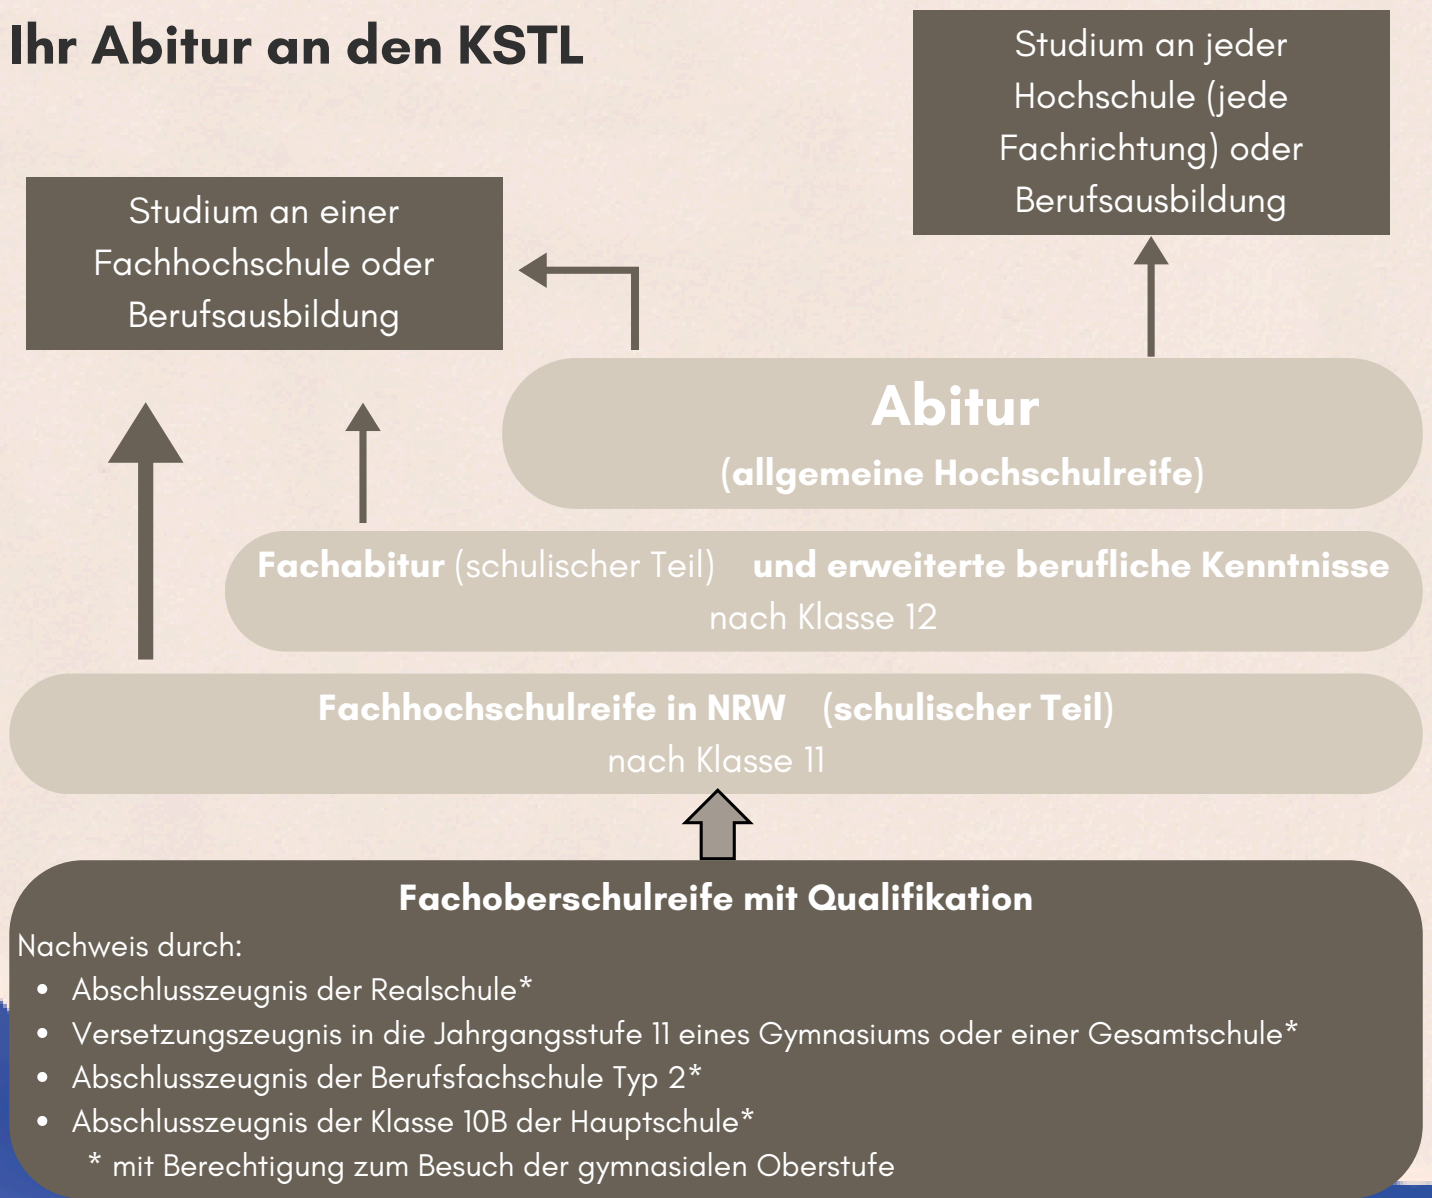 Ihr Abitur an den KSTL
Studium an jeder
Hochschule (jede
Fachrichtung) oder
Berufsausbildung
Studium an einer
Fachhochschule oder
Berufsausbildung
Abitur
(allgemeine Hochschulreife)
Fachabitur (schulischer Teil) und erweiterte berufliche Kenntnisse
nach Klasse 12
Fachhochschulreife in NRW (schulischer Teil)
nach Klasse 11
Fachoberschulreife mit Qualifikation
Nachweis durch:
• Abschlusszeugnis der Realschule*
• Versetzungszeugnis in die Jahrgangsstufe 11 eines Gymnasiums oder einer Gesamtschule*
• Abschlusszeugnis der Berufsfachschule Typ 2*
• Abschlusszeugnis der Klasse 10B der Hauptschule*
* mit Berechtigung zum Besuch der gymnasialen Oberstufe